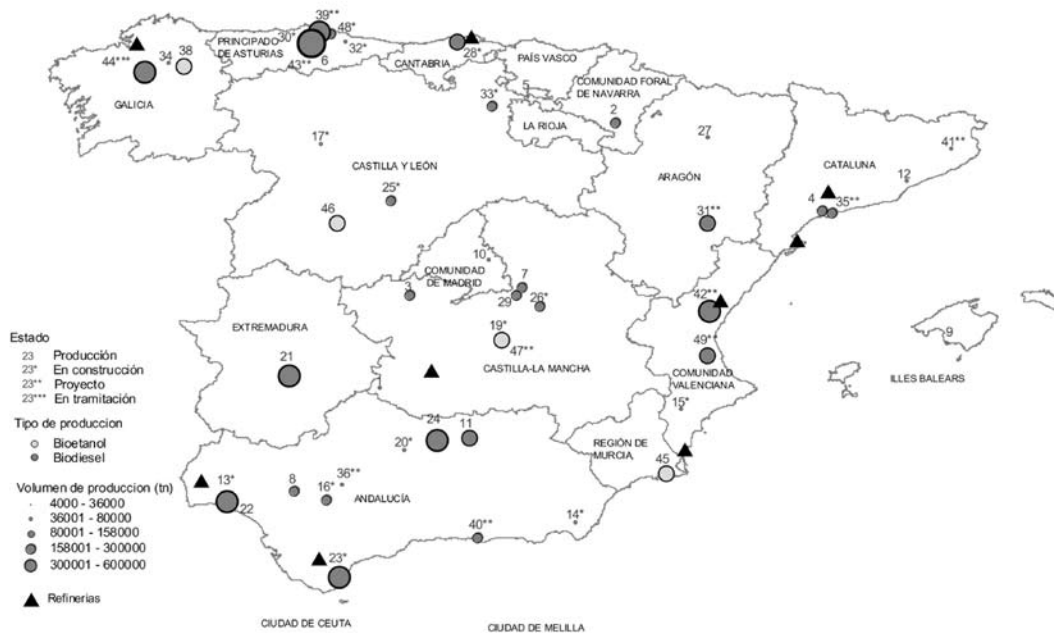 39**
48*
30*
PRINCIPADO
DE ASTURIAS
32*
43**
6
28*
CANTABRIA
PAÍS VASCO
44***
34
38
GALICIA
COMUNIDAD FORAL
DE NAVARRA
5
33*
2
LA RIOJA
17*
27
41**
CASTILLA Y LEÓN
CATALUNA
ARAGÓN
12
25*
4
35**
46
31**
10*
COMUNIDAD
DE MADRID
7
3
29
26*
42**
EXTREMADURA
19*
47**
49**
9
CASTILLA-LA MANCHA
COMUNIDAD
VALENCIANA
ILLES BALEARS
21
15*
24
11
20*
REGIÓN DE
MURCIA
45
36**
8
16*
ANDALUCÍA
13*
22
40**
14*
23*
CIUDAD DE CEUTA
CIUDAD DE MELILLA
Estado
23 Producción
23* En construcción
23** Proyecto
23*** En tramitación
Tipo de produccion
Bioetanol
Biodiesel
Volumen de produccion (tn)
4000 - 36000
36001 - 80000
80001 - 158000
158001 - 300000
300001 - 600000
Refinerias